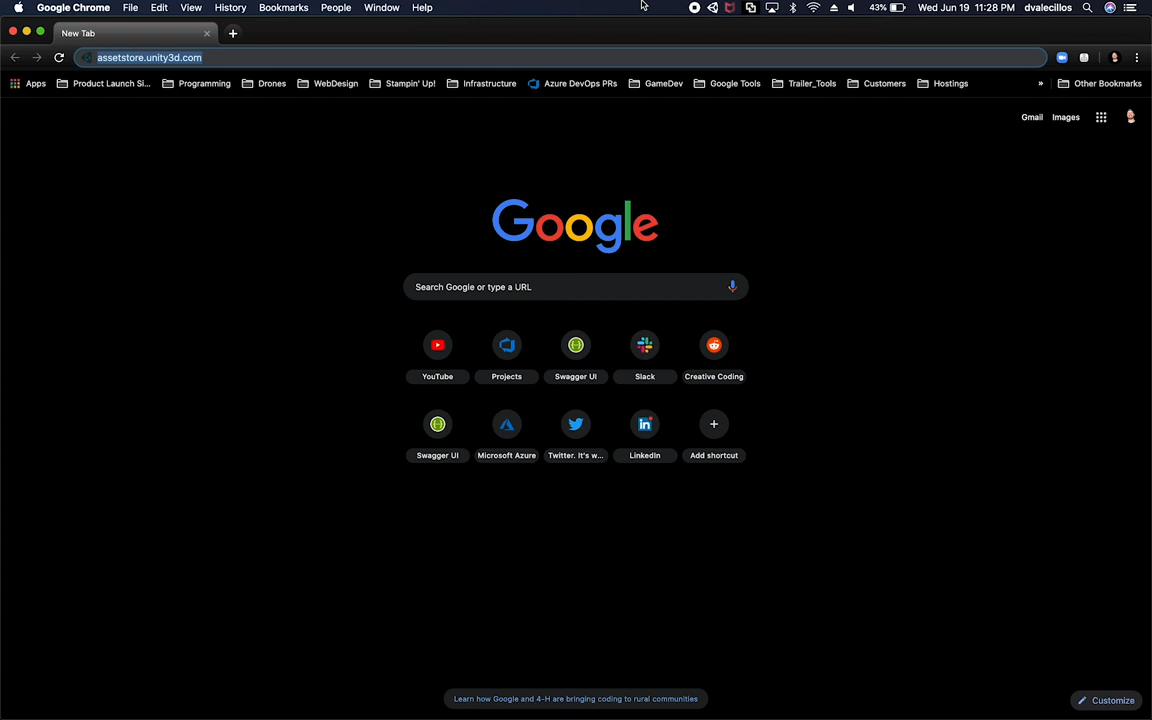 Google Chrome File Edit View History Bookmarks People Window Help 43% Wed Jun 19 11:28 PM dvalecillos
New Tab
assetstore.unity3d.com
Apps Product Launch Si... Programming Drones WebDesign Stampin' Up! Infrastructure Azure DevOps PRs GameDev Google Tools Trailer_Tools Customers Hostings » Other Bookmarks
Gmail Images
Google
Search Google or type a URL
YouTube Projects Swagger UI Slack Creative Coding
Swagger UI Microsoft Azure Twitter. It's w... LinkedIn Add shortcut
Learn how Google and 4-H are bringing coding to rural communities
Customize